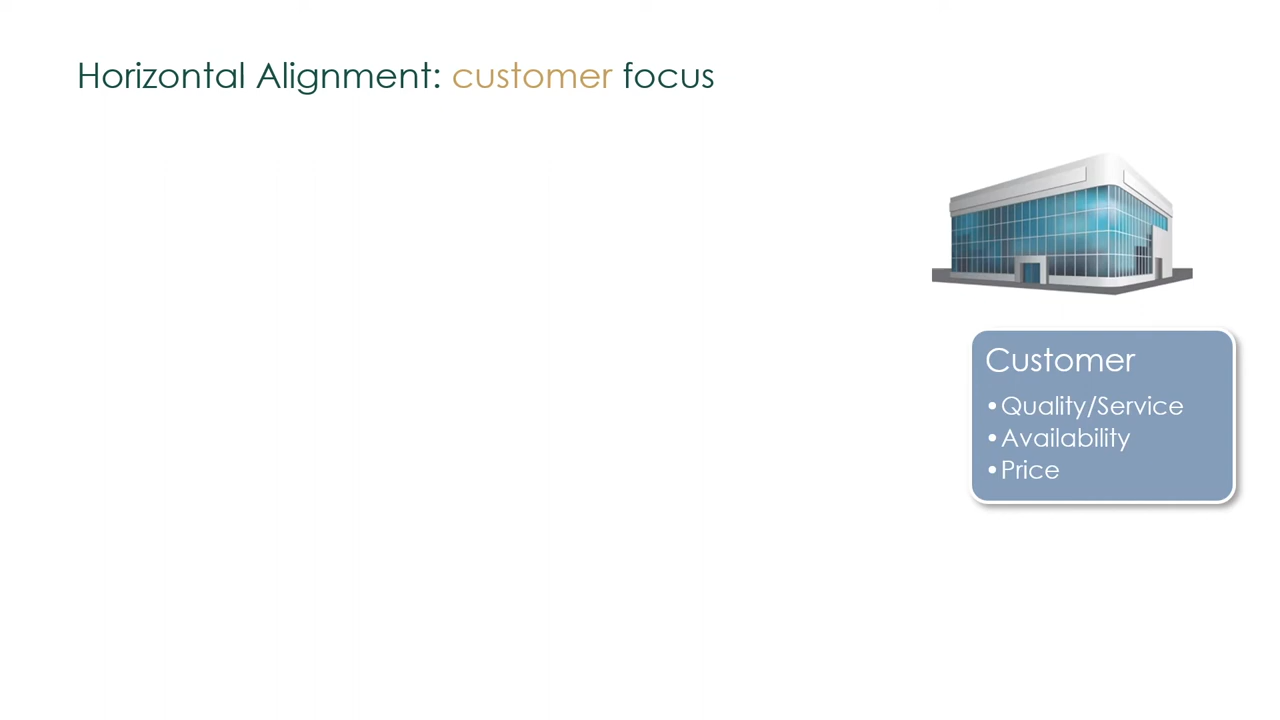 Horizontal Alignment: customer focus
Customer
•Quality/Service
•Availability
•Price